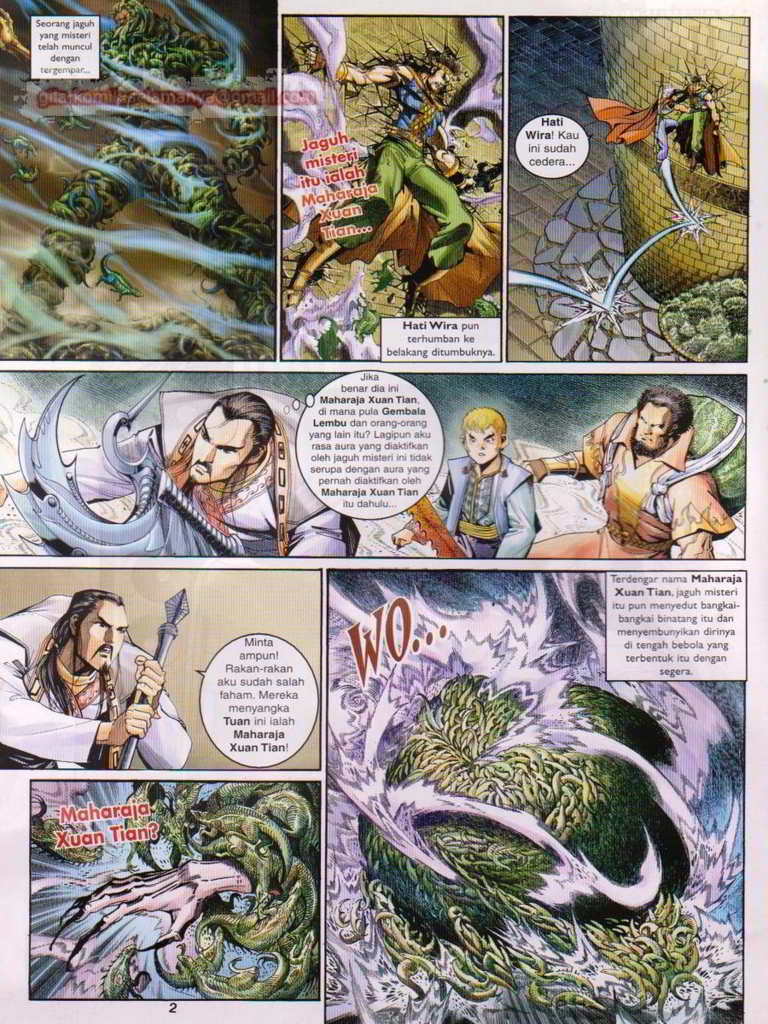 Seorang jaguh
yang misteri
telah muncul
dengan
tergempar...
Jaguh
misteri
itu ialah
Maharaja
Xuan
Tian...
Hati Wira pun
terhumban ke
belakang ditumbuknya.
Hati
Wira! Kau
ini sudah
cedera...
Jika
benar dia ini
Maharaja Xuan Tian,
di mana pula Gembala
Lembu dan orang-orang
yang lain itu? Lagipun aku
rasa aura yang diaktifkan
oleh jaguh misteri ini tidak
serupa dengan aura yang
pernah diaktifkan oleh
Maharaja Xuan Tian
itu dahulu...
Minta
ampun!
Rakan-rakan
aku sudah salah
faham. Mereka
menyangka
Tuan ini ialah
Maharaja
Xuan Tian!
Terdengar nama Maharaja
Xuan Tian, jaguh misteri
itu pun menyedut bangkai-
bangkai binatang itu dan
menyembunyikan dirinya
di tengah bebola yang
terbentuk itu dengan
segera.
WO...
Maharaja
Xuan Tian?
2